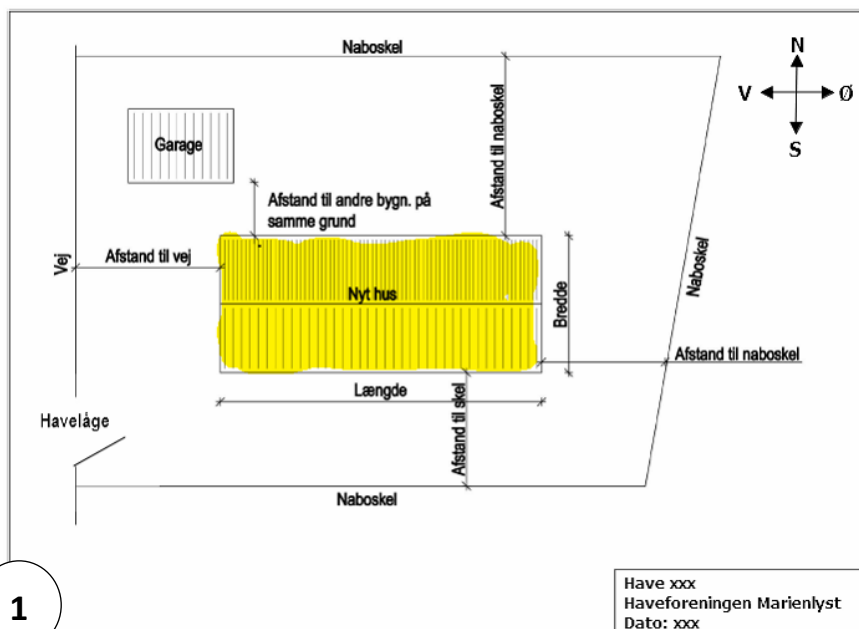 Naboskel
N
V
Ø
S
Garage
Afstand til naboskel
Afstand til andre bygn. på
samme grund
Vej
Afstand til vej
Nyt hus
Bredde
Naboskel
Afstand til naboskel
Længde
Afstand til skel
Havelåge
Naboskel
1
Have xxx
Haveforeningen Marienlyst
Dato: xxx